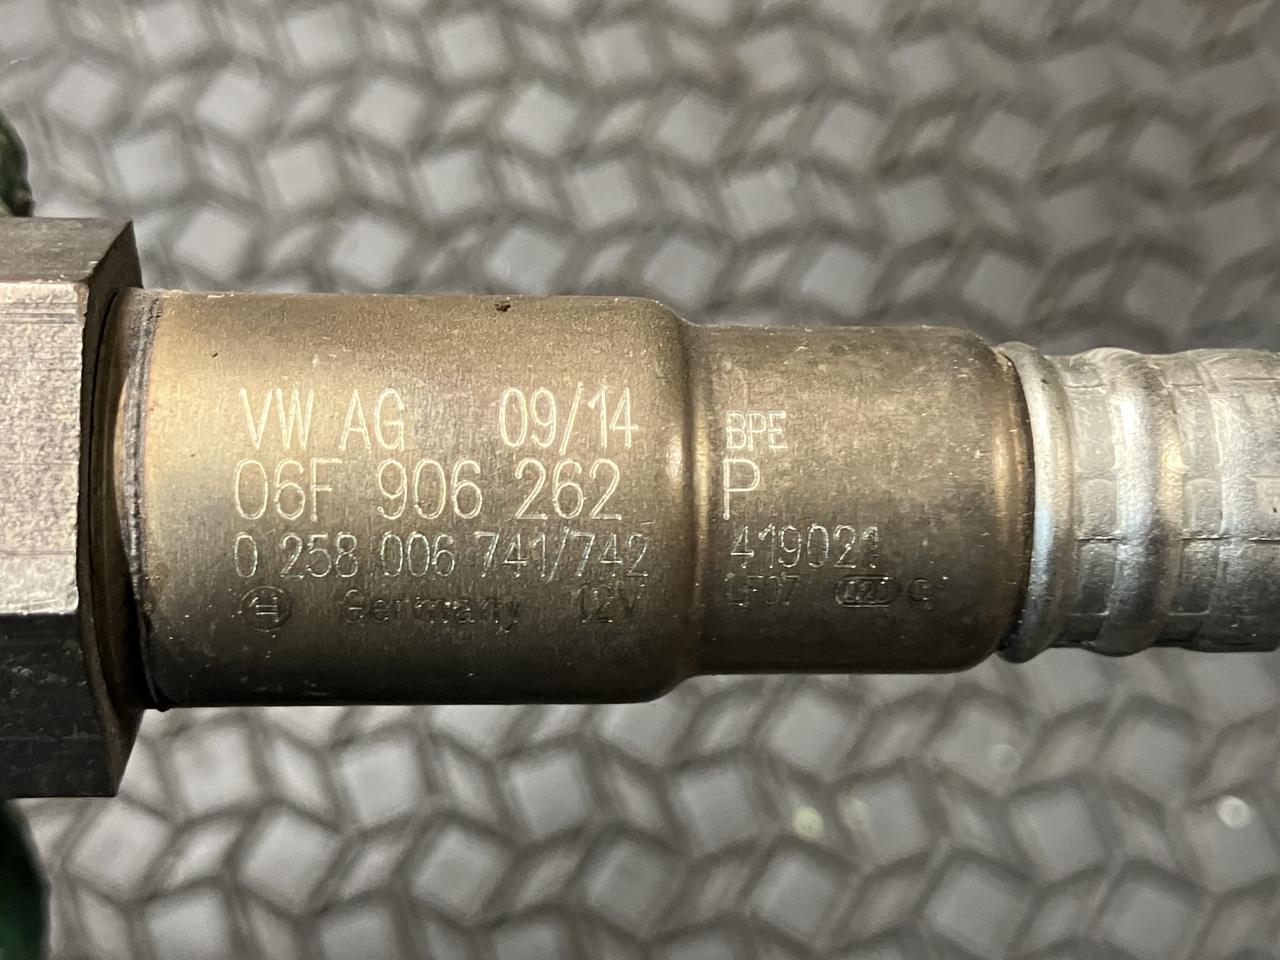 VW AG 09/14
06F 906 262
0 258 006 741/742
Germany 12V
BPE
P
419021